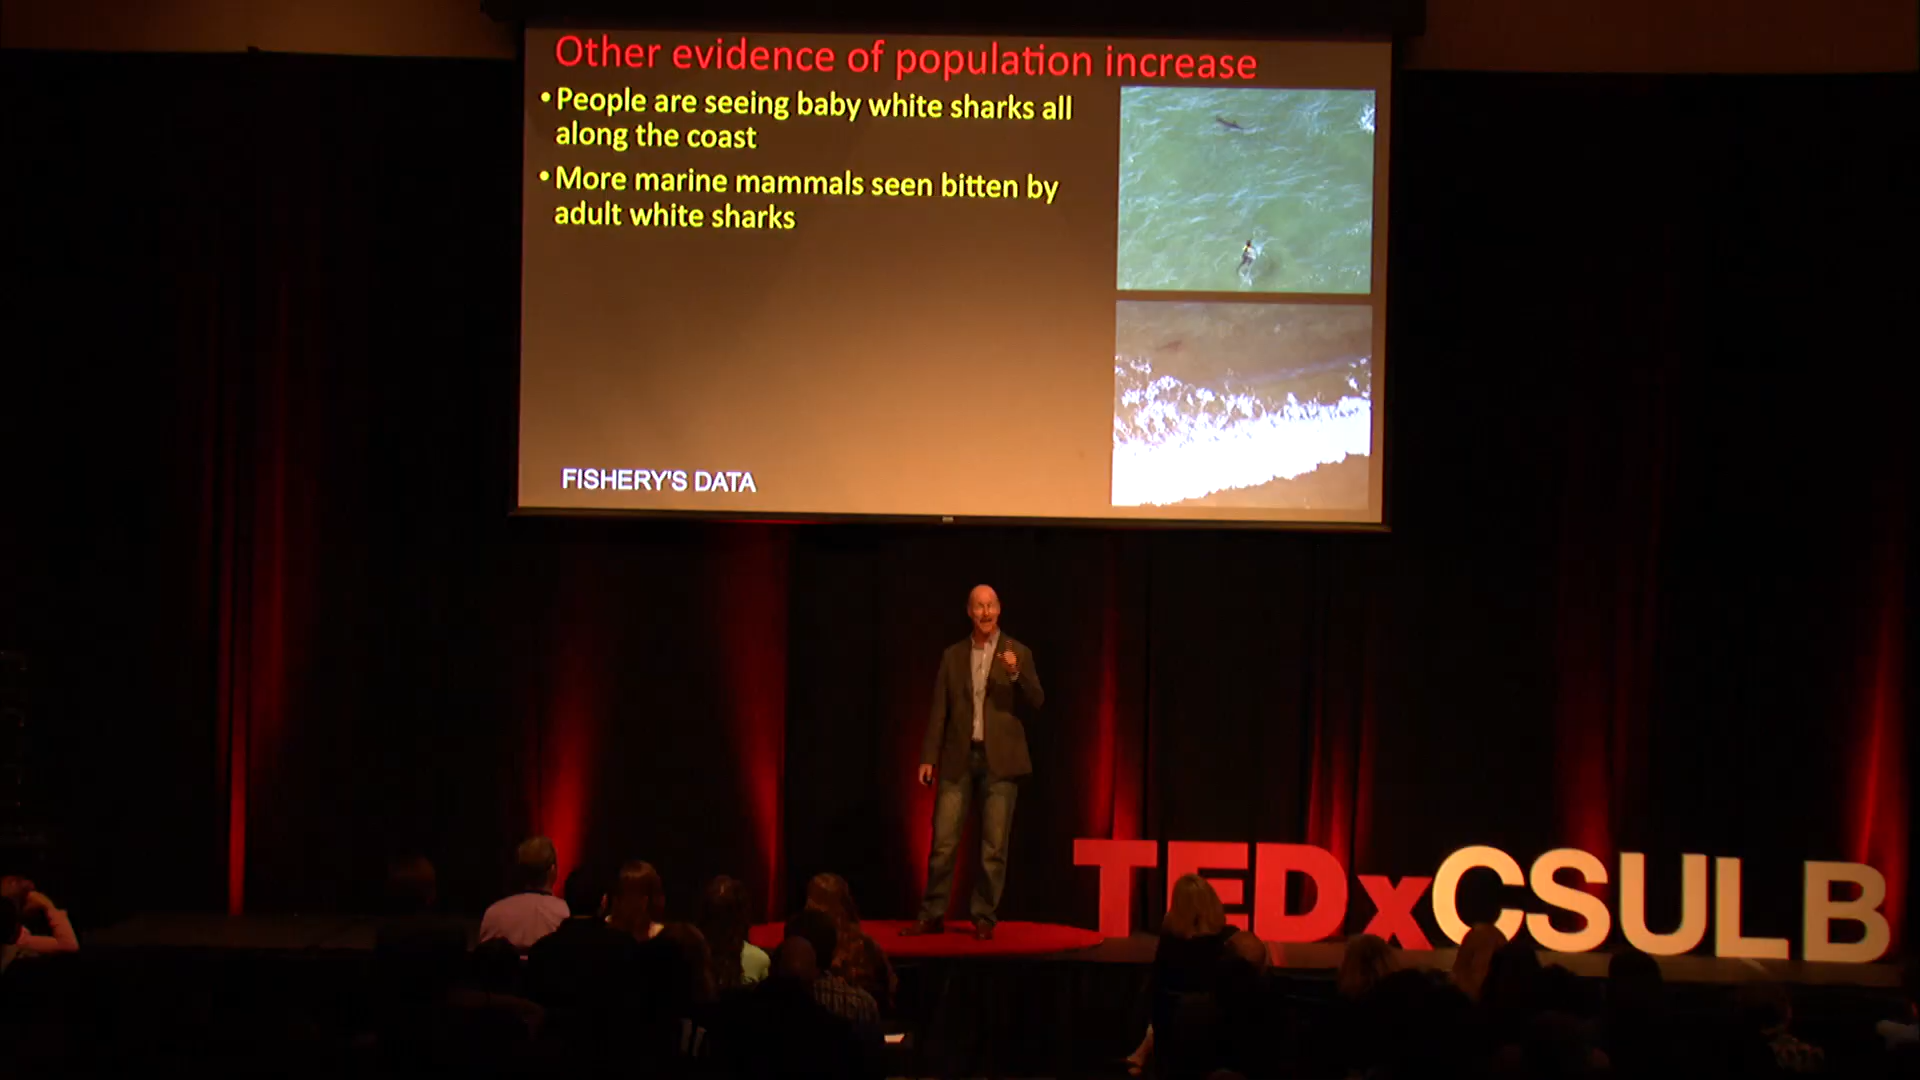 Other evidence of population increase
• People are seeing baby white sharks all
along the coast
• More marine mammals seen bitten by
adult white sharks
FISHERY'S DATA
TEDxCSULB